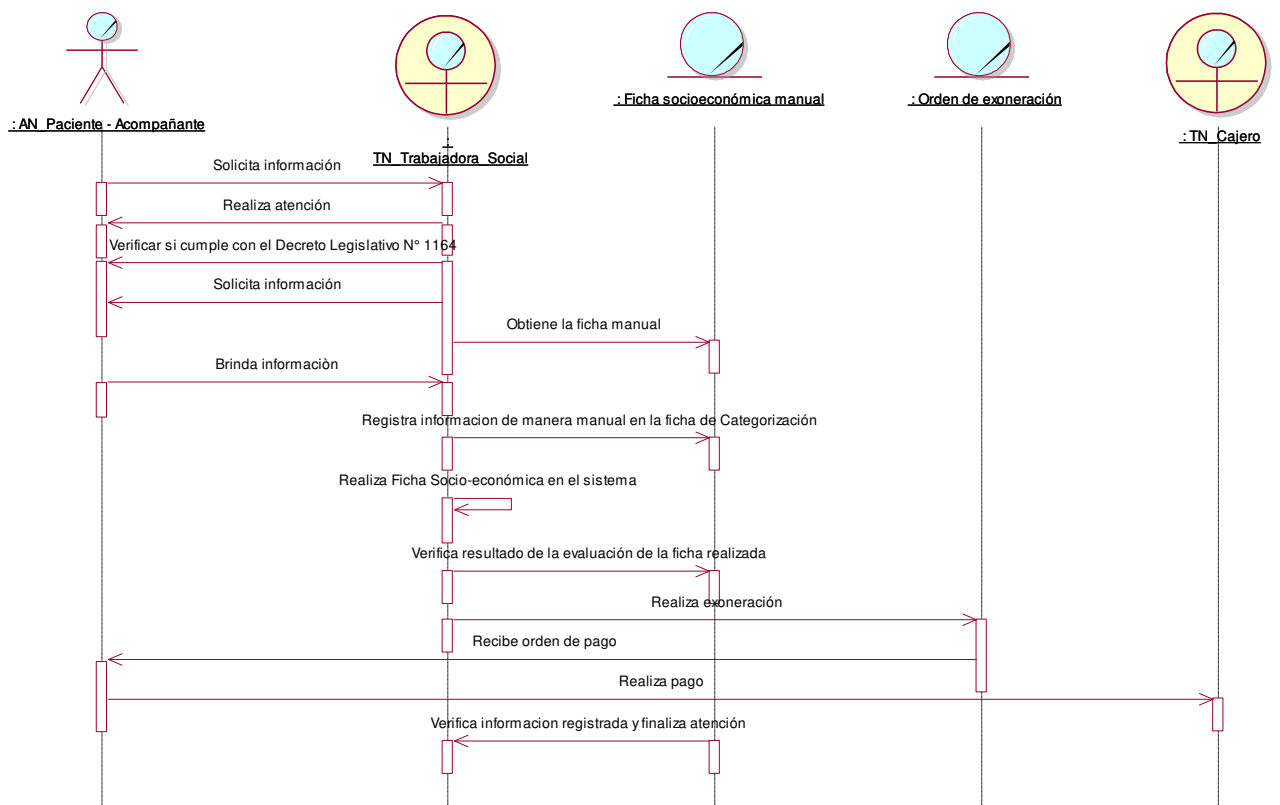 : Ficha socioeconómica manual
: Orden de exoneración
: AN_Paciente - Acompañante
: TN_Cajero
:
TN_Trabajadora_Social
Solicita información
Realiza atención
Verificar si cumple con el Decreto Legislativo N° 1164
Solicita información
Obtiene la ficha manual
Brinda informaciòn
Registra informacion de manera manual en la ficha de Categorización
Realiza Ficha Socio-económica en el sistema
Verifica resultado de la evaluación de la ficha realizada
Realiza exoneración
Recibe orden de pago
Realiza pago
Verifica informacion registrada y finaliza atención